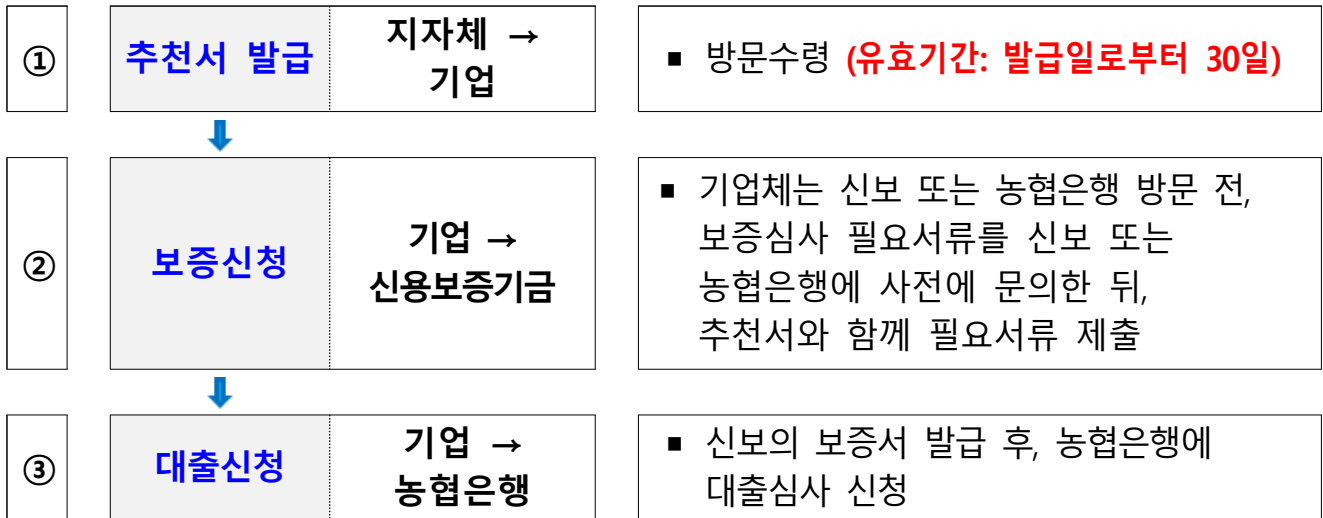 ①
추천서 발급
지자체 →
기업
▪ 방문수령 (유효기간: 발급일로부터 30일)
②
보증신청
기업 →
신용보증기금
▪ 기업체는 신보 또는 농협은행 방문 전,
보증심사 필요서류를 신보 또는
농협은행에 사전에 문의한 뒤,
추천서와 함께 필요서류 제출
③
대출신청
기업 →
농협은행
▪ 신보의 보증서 발급 후, 농협은행에
대출심사 신청